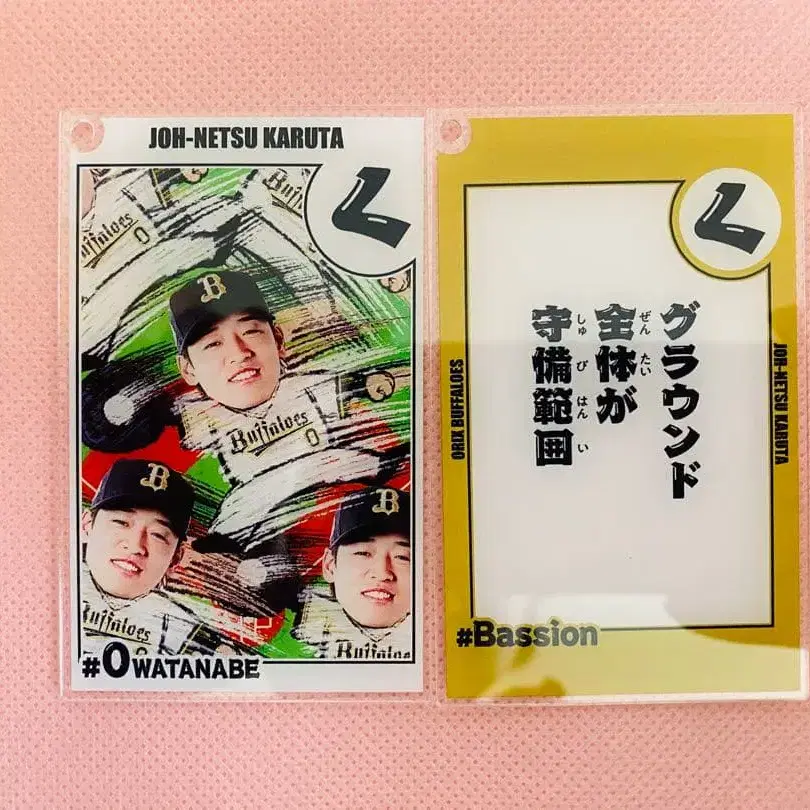 JOH-NETSU KARUTA
く
Buffaloes
0
B
Buffaloes
0
B
B
Buffaloes
Buffaloes
#0 WATANABE
く
グラウンド
全体が
ぜんたい
守備範囲
しゅびはんい
ORIX BUFFALOES
JOH-NETSU KARUTA
#Bassion